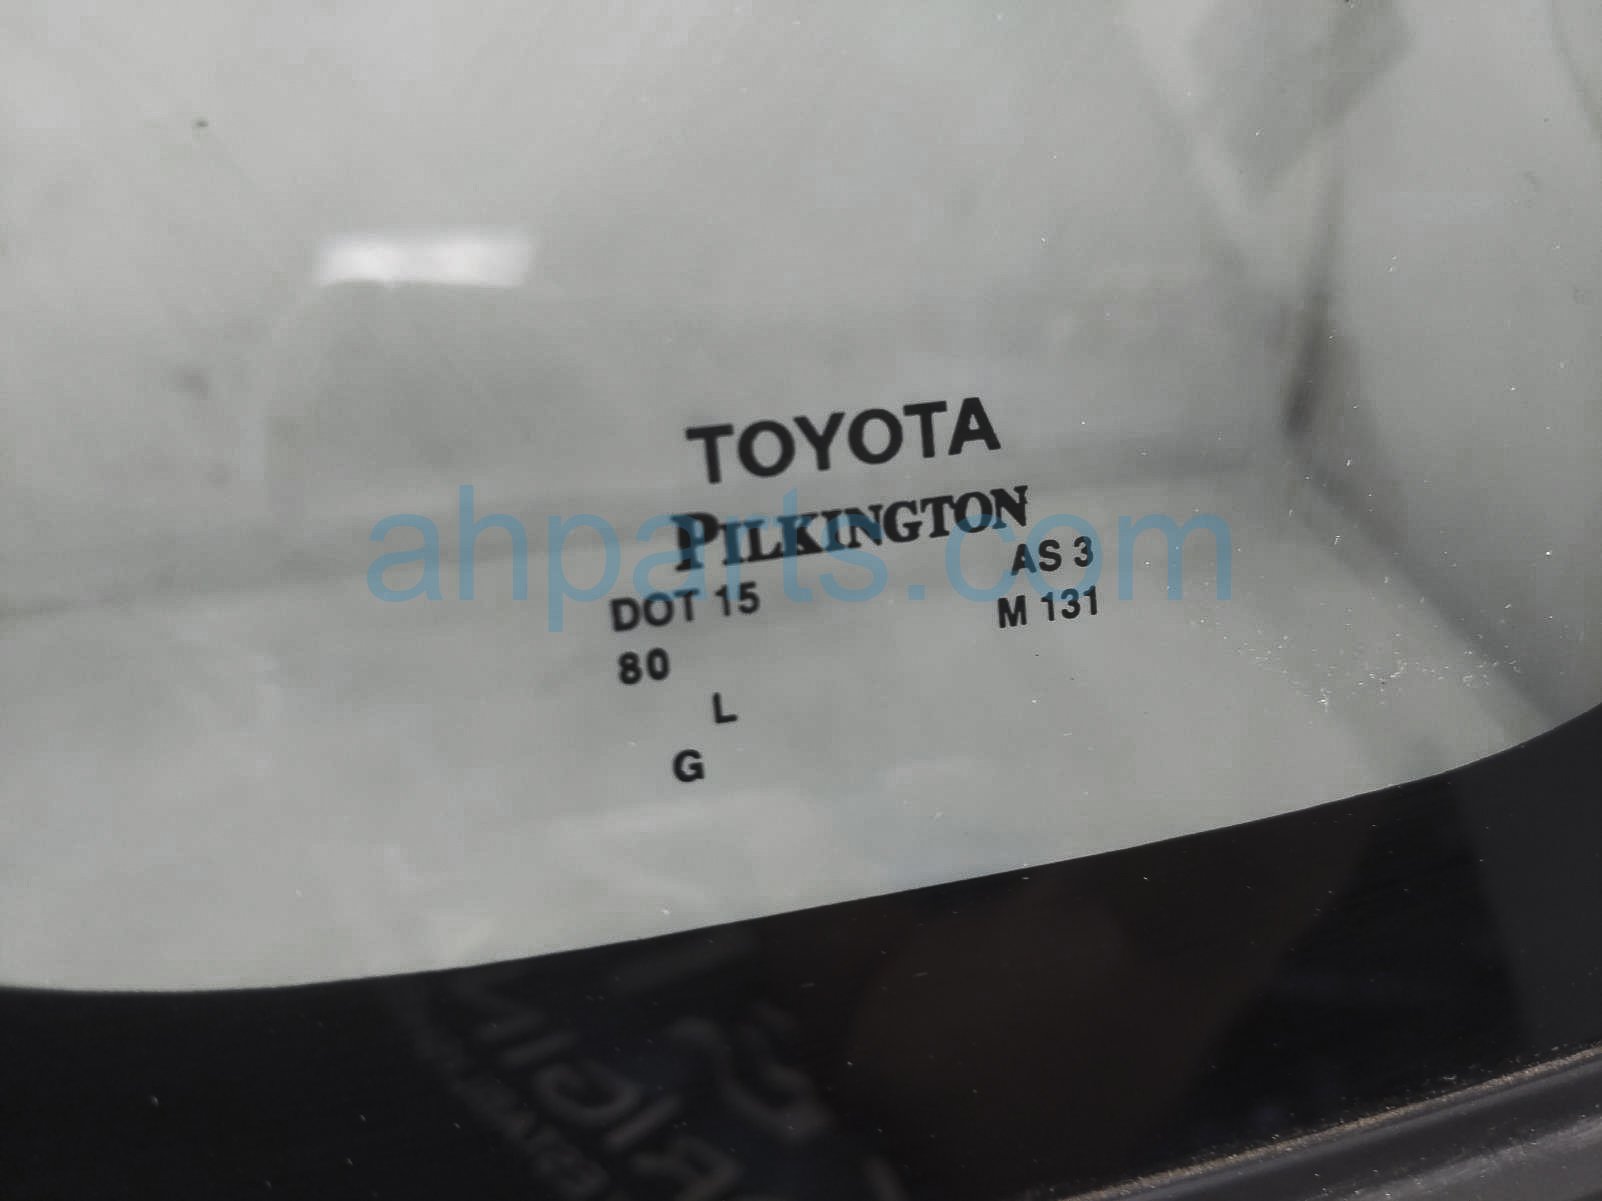 TOYOTA
PILKINGTON
ahparts.com
AS 3
DOT 15
M 131
80
L
G